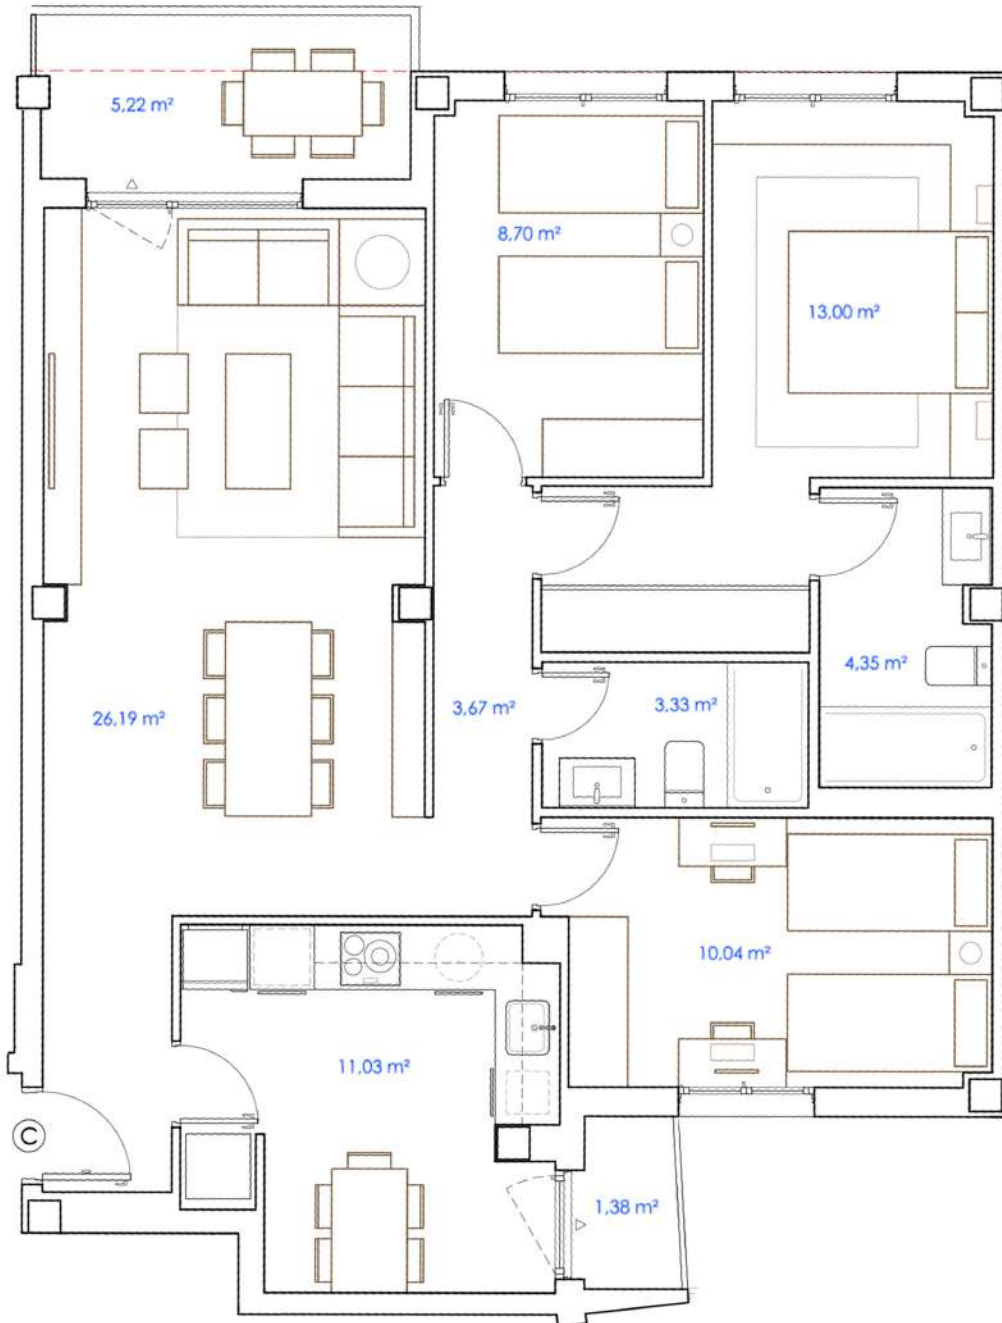 5,22 m²
8,70 m²
13,00 m²
26,19 m²
3,67 m²
3,33 m²
4,35 m²
10,04 m²
11,03 m²
C
1,38 m²